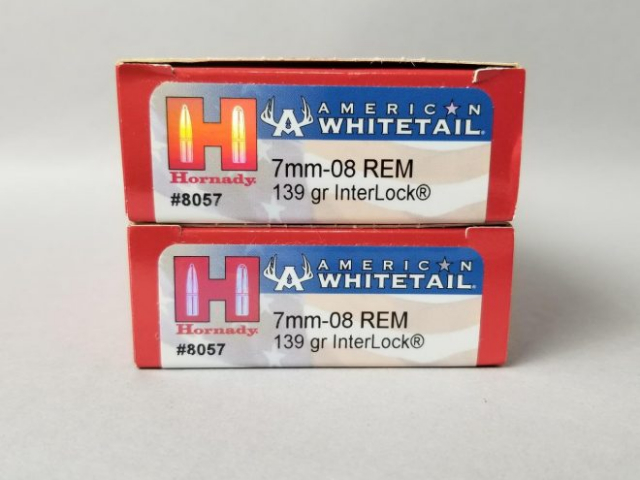 AMERICAN
WHITETAIL®
H
Hornady®
7mm-08 REM
#8057
139 gr InterLock®
AMERICAN
WHITETAIL®
H
Hornady®
7mm-08 REM
#8057
139 gr InterLock®